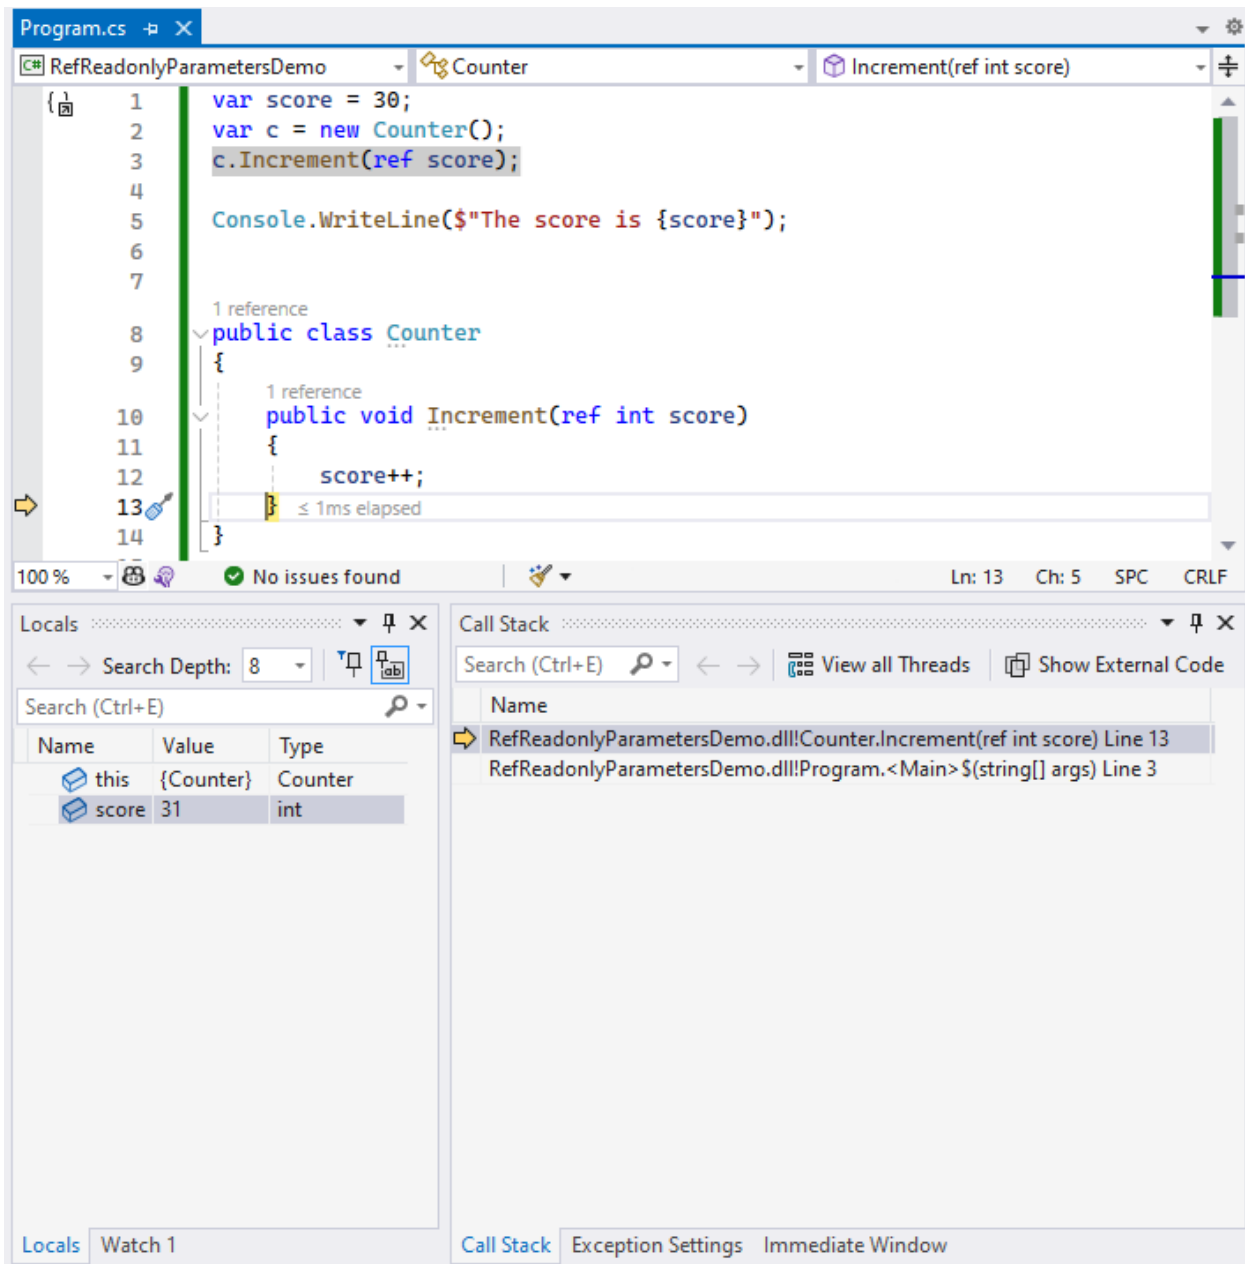 Program.cs
RefReadonlyParametersDemo Counter Increment(ref int score)
1 var score = 30;
2 var c = new Counter();
3 c.Increment(ref score);
4
5 Console.WriteLine($"The score is {score}");
6
7
1 reference
8 public class Counter
9 {
1 reference
10 public void Increment(ref int score)
11 {
12 score++;
13 } ≤ 1ms elapsed
14 }
100 % No issues found Ln: 13 Ch: 5 SPC CRLF
Locals
Search Depth: 8
Search (Ctrl+E)
Name Value Type
this {Counter} Counter
score 31 int
Locals Watch 1
Call Stack
Search (Ctrl+E) View all Threads Show External Code
Name
RefReadonlyParametersDemo.dll!Counter.Increment(ref int score) Line 13
RefReadonlyParametersDemo.dll!Program.<Main>$(string[] args) Line 3
Call Stack Exception Settings Immediate Window